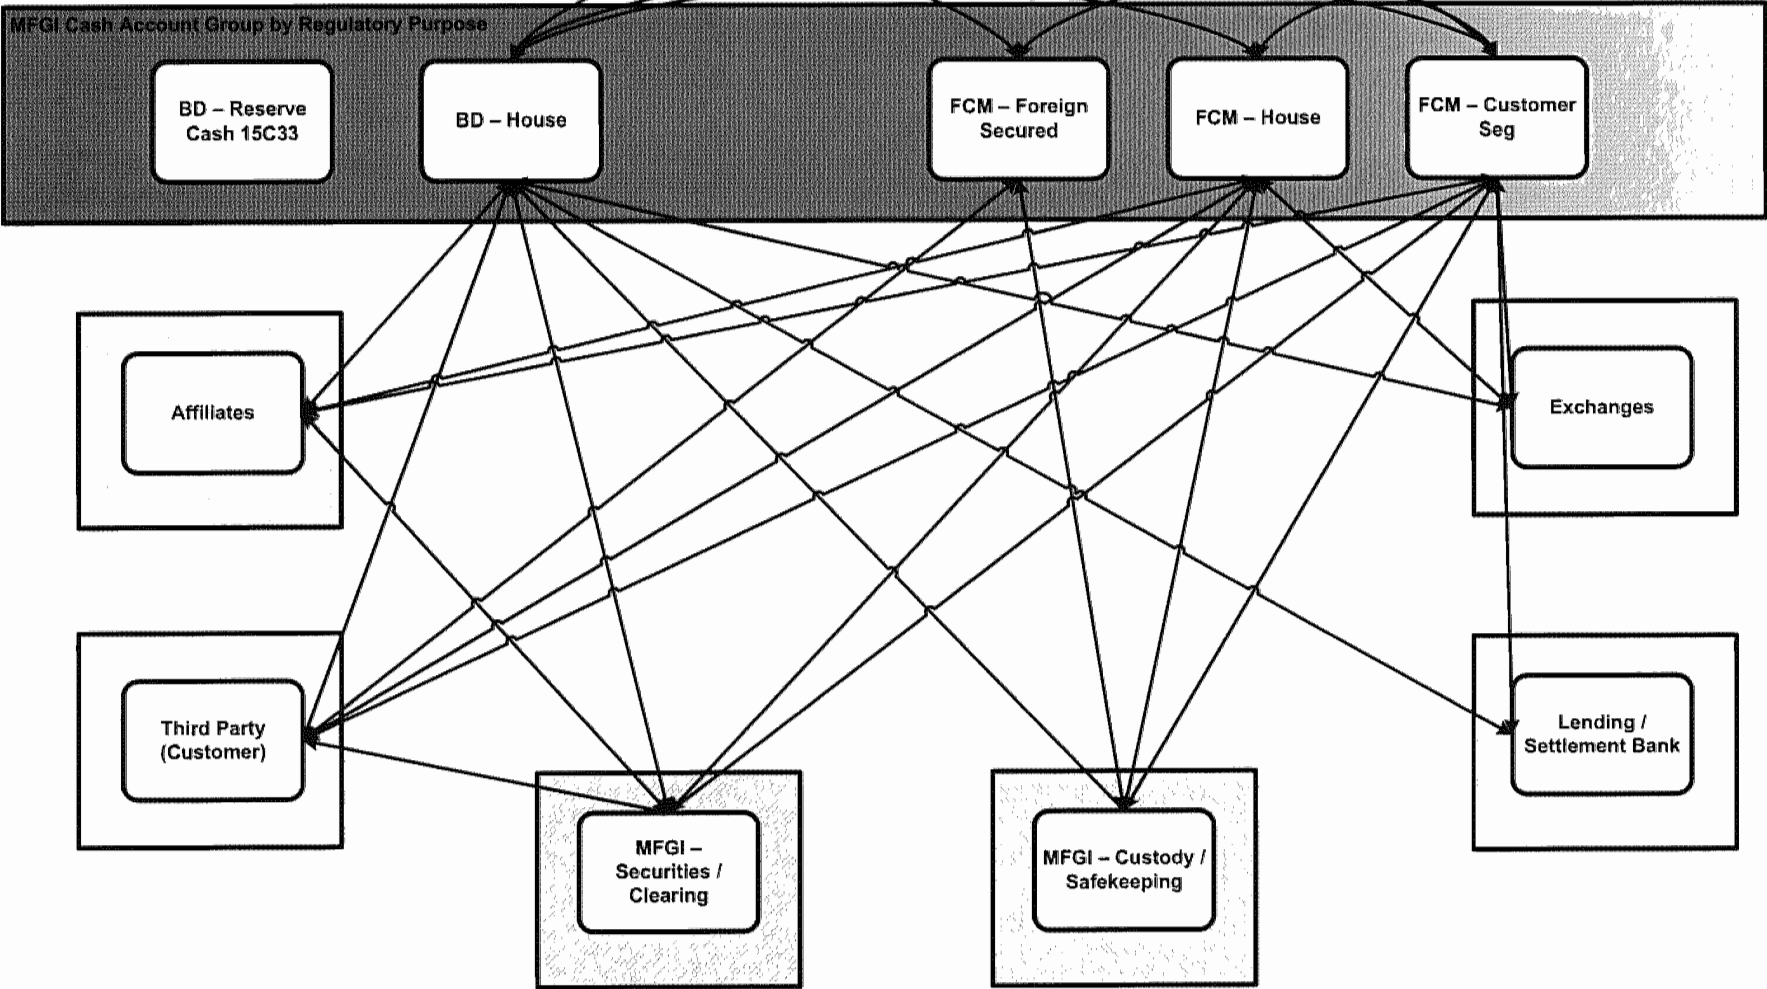 MFGI Cash Account Group by Regulatory Purpose
BD – Reserve
Cash 15C33
BD – House
FCM – Foreign
Secured
FCM – House
FCM – Customer
Seg
Affiliates
Exchanges
Third Party
(Customer)
Lending /
Settlement Bank
MFGI –
Securities /
Clearing
MFGI – Custody /
Safekeeping